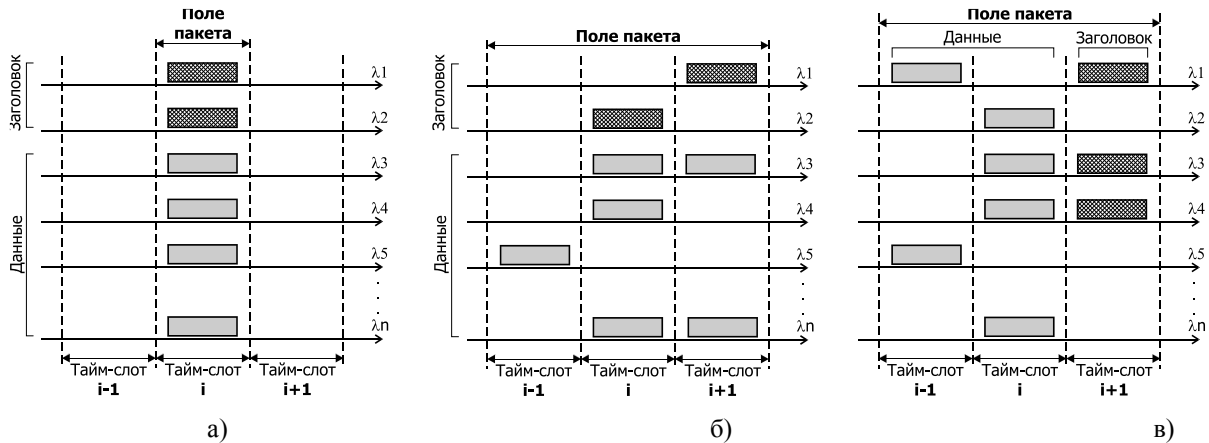 Поле
пакета
Заголовок
Данные
λ1
λ2
λ3
λ4
λ5
.
.
.
λn
Тайм-слот
i-1
Тайм-слот
i
Тайм-слот
i+1
а)
Поле пакета
Заголовок
Данные
λ1
λ2
λ3
λ4
λ5
.
.
.
λn
Тайм-слот
i-1
Тайм-слот
i
Тайм-слот
i+1
б)
Поле пакета
Данные
Заголовок
λ1
λ2
λ3
λ4
λ5
.
.
.
λn
Тайм-слот
i-1
Тайм-слот
i
Тайм-слот
i+1
в)